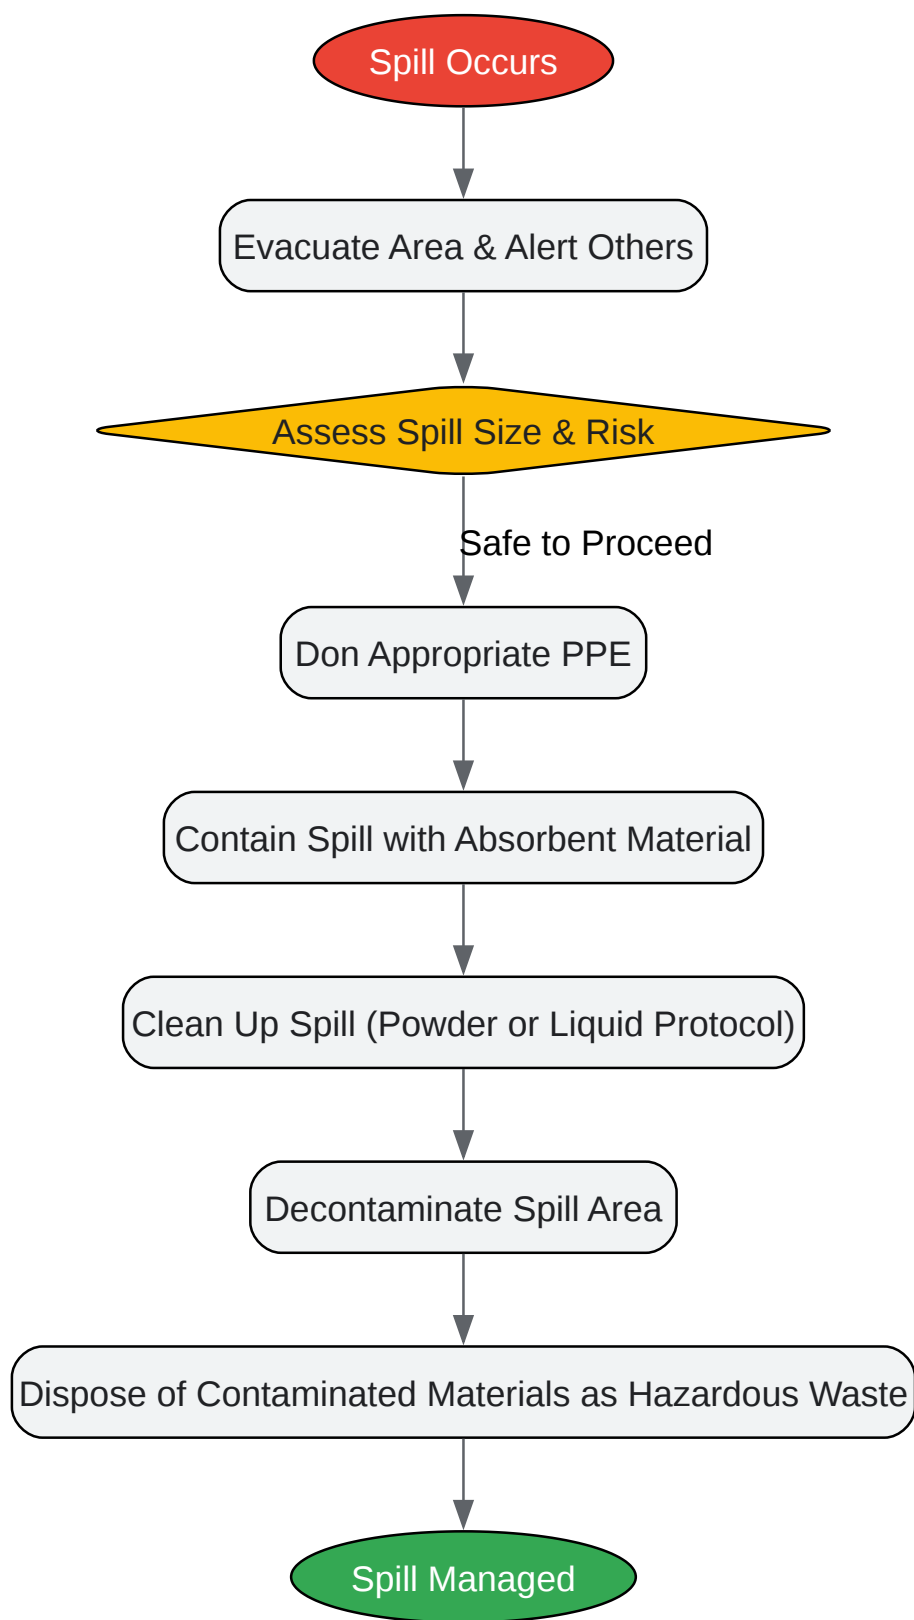 Spill Occurs
Evacuate Area & Alert Others
Assess Spill Size & Risk
Safe to Proceed
Don Appropriate PPE
Contain Spill with Absorbent Material
Clean Up Spill (Powder or Liquid Protocol)
Decontaminate Spill Area
Dispose of Contaminated Materials as Hazardous Waste
Spill Managed